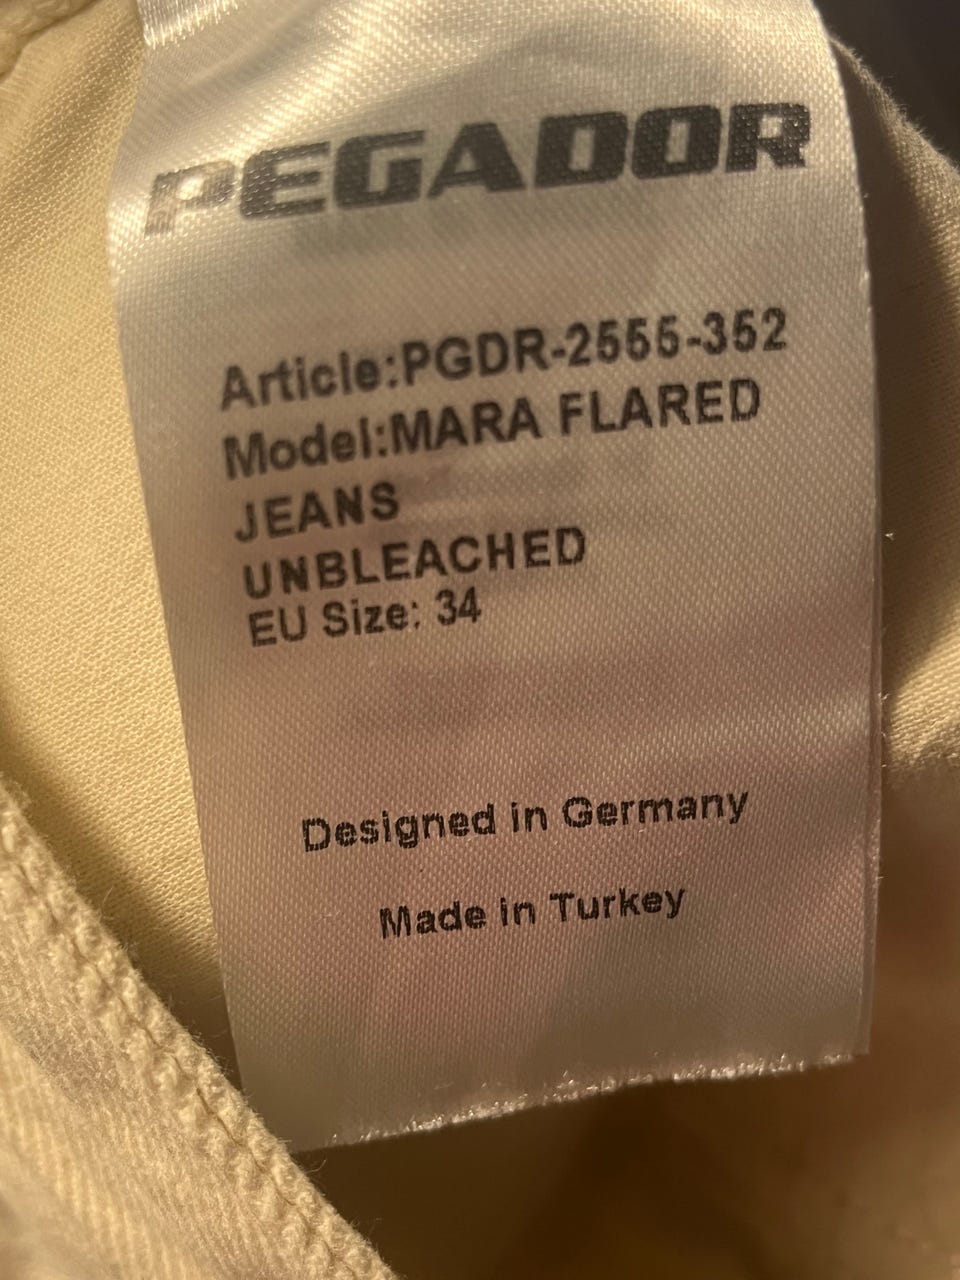 PEGADOR
Article:PGDR-2555-352
Model:MARA FLARED
JEANS
UNBLEACHED
EU Size: 34
Designed in Germany
Made in Turkey